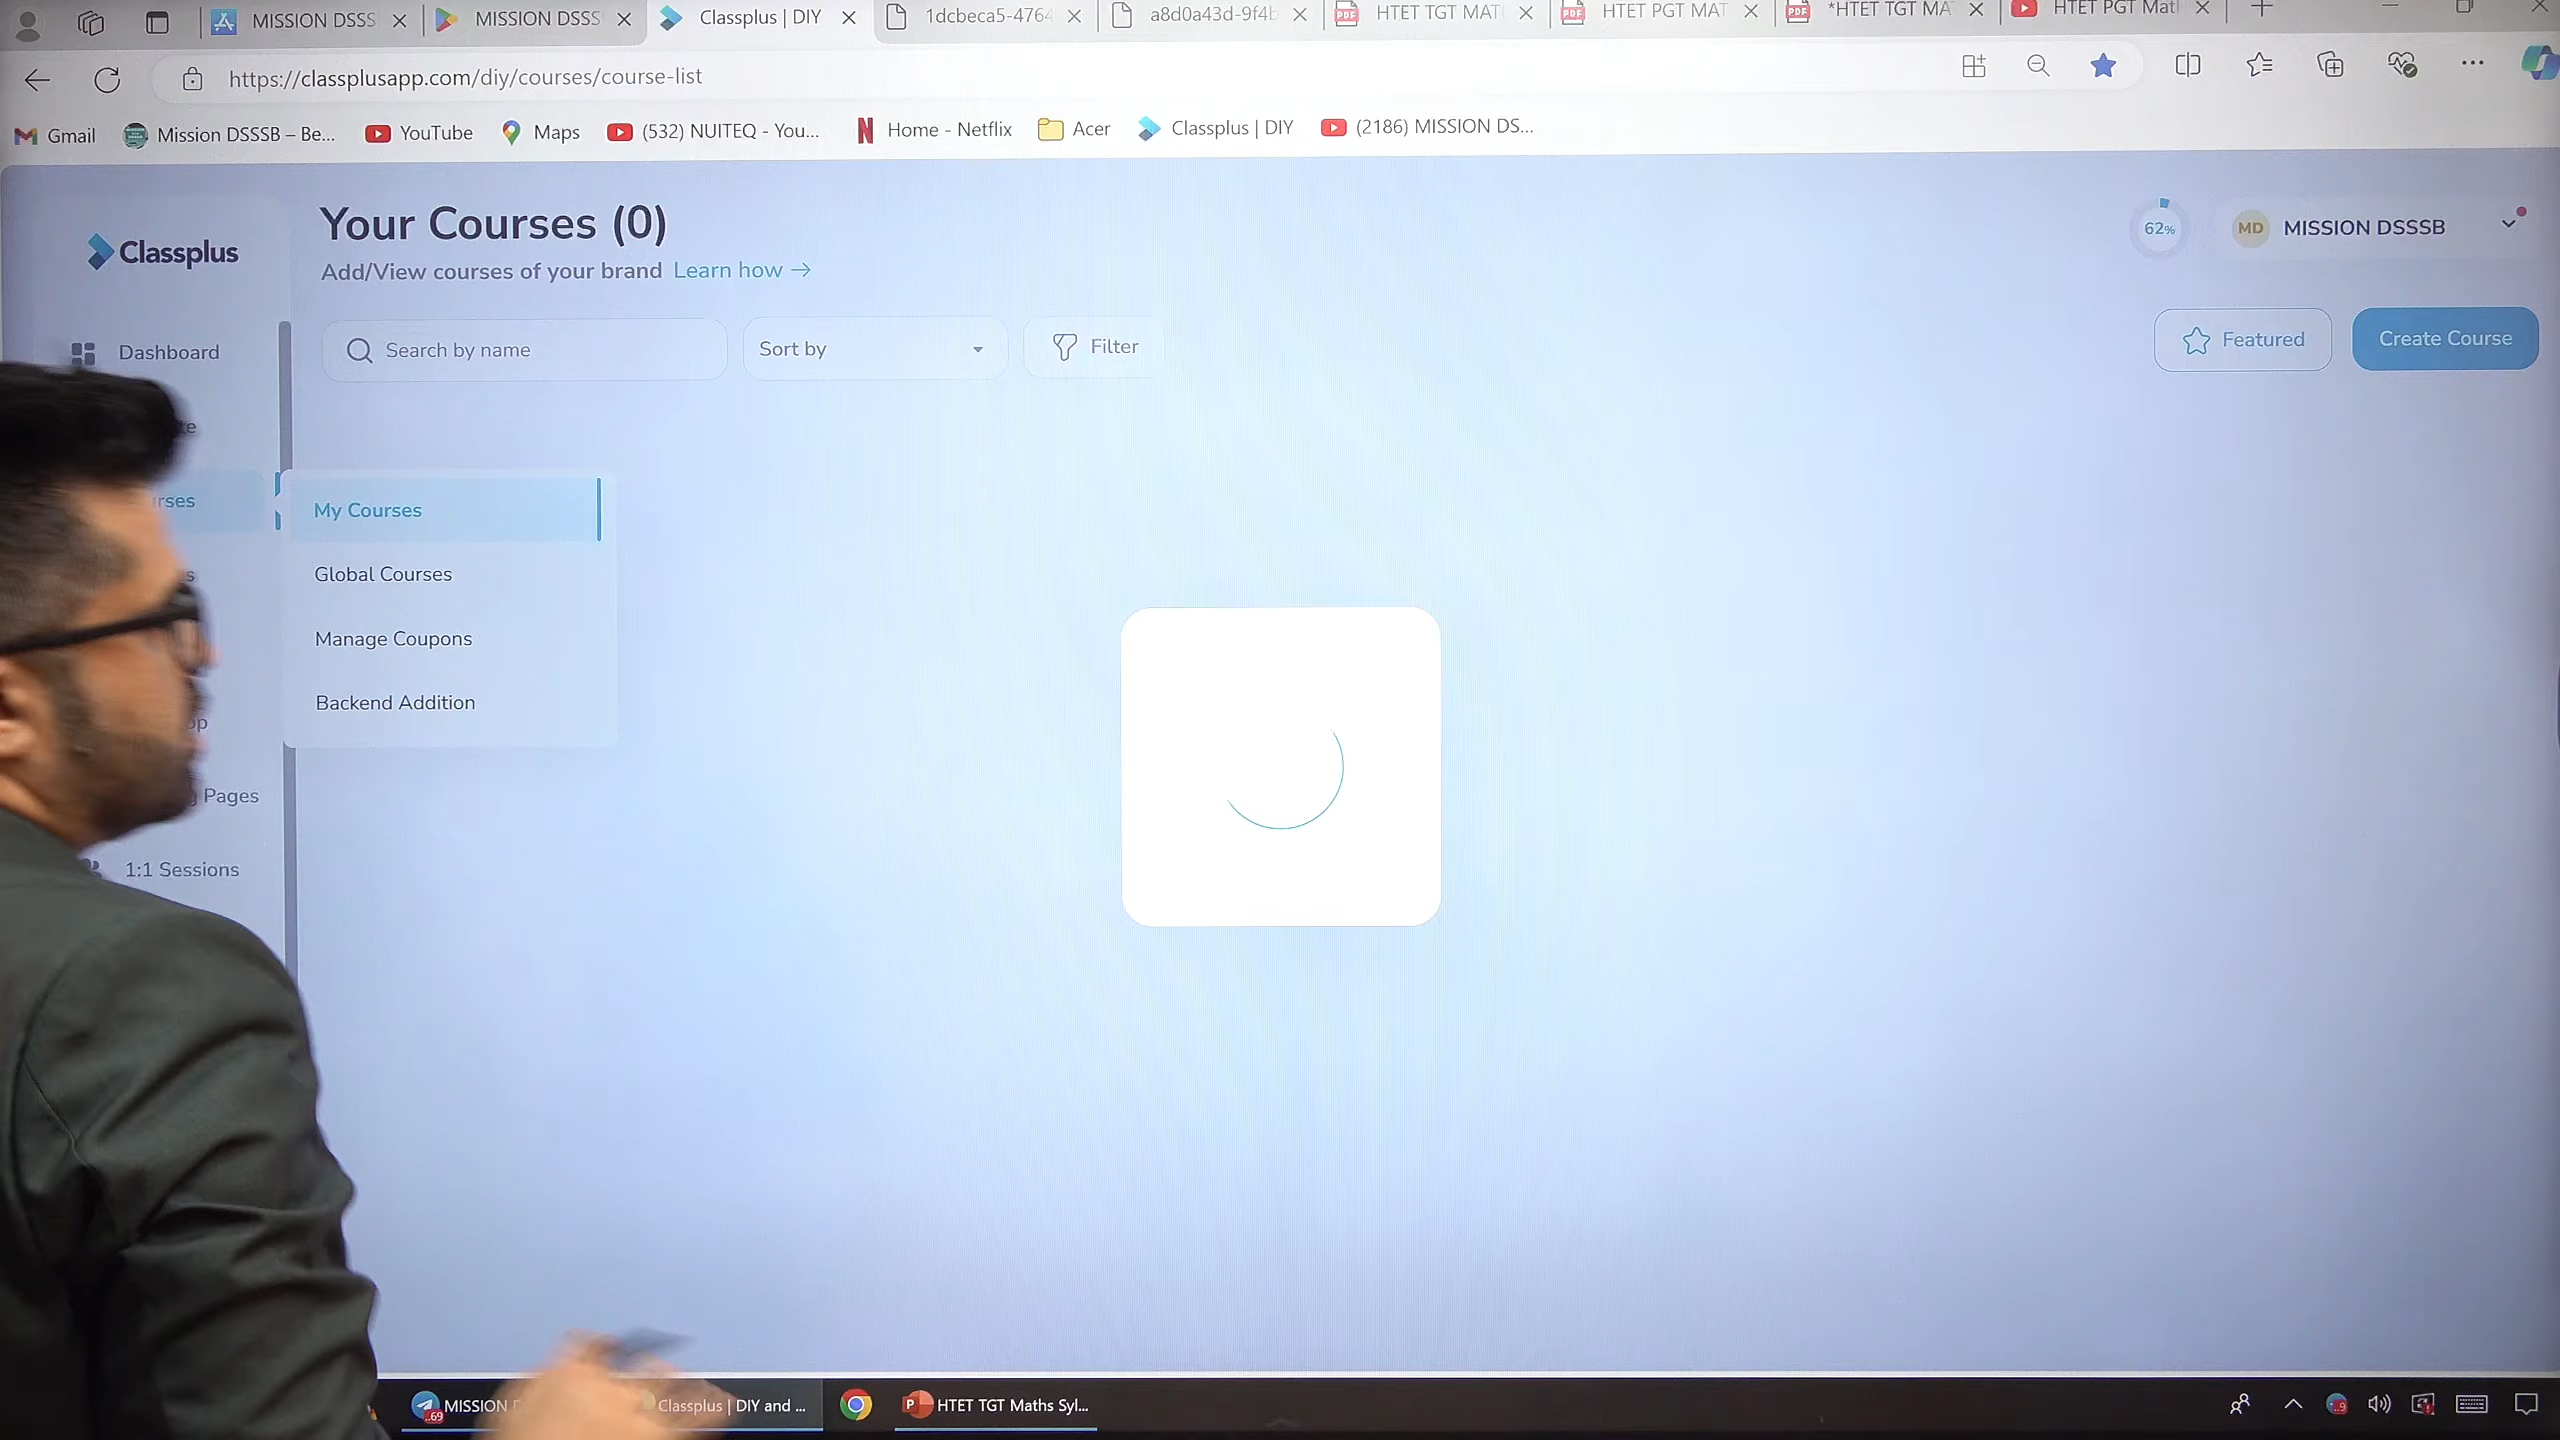 MISSION DSSS
MISSION DSSS
Classplus | DIY
1dcbeca5-4764
a8d0a43d-9f4b
HTET TGT MAT
HTET PGT MAT
*HTET TGT MA
HTET PGT Mat
https://classplusapp.com/diy/courses/course-list
Gmail
Mission DSSSB – Be...
YouTube
Maps
(532) NUITEQ - You...
Home - Netflix
Acer
Classplus | DIY
(2186) MISSION DS...
Classplus
Your Courses (0)
Add/View courses of your brand Learn how →
62%
MD
MISSION DSSSB
Search by name
Sort by
Filter
Featured
Create Course
Dashboard
te
rses
s
op
Pages
1:1 Sessions
My Courses
Global Courses
Manage Coupons
Backend Addition
..69
MISSION
Classplus | DIY and ...
HTET TGT Maths Syl...